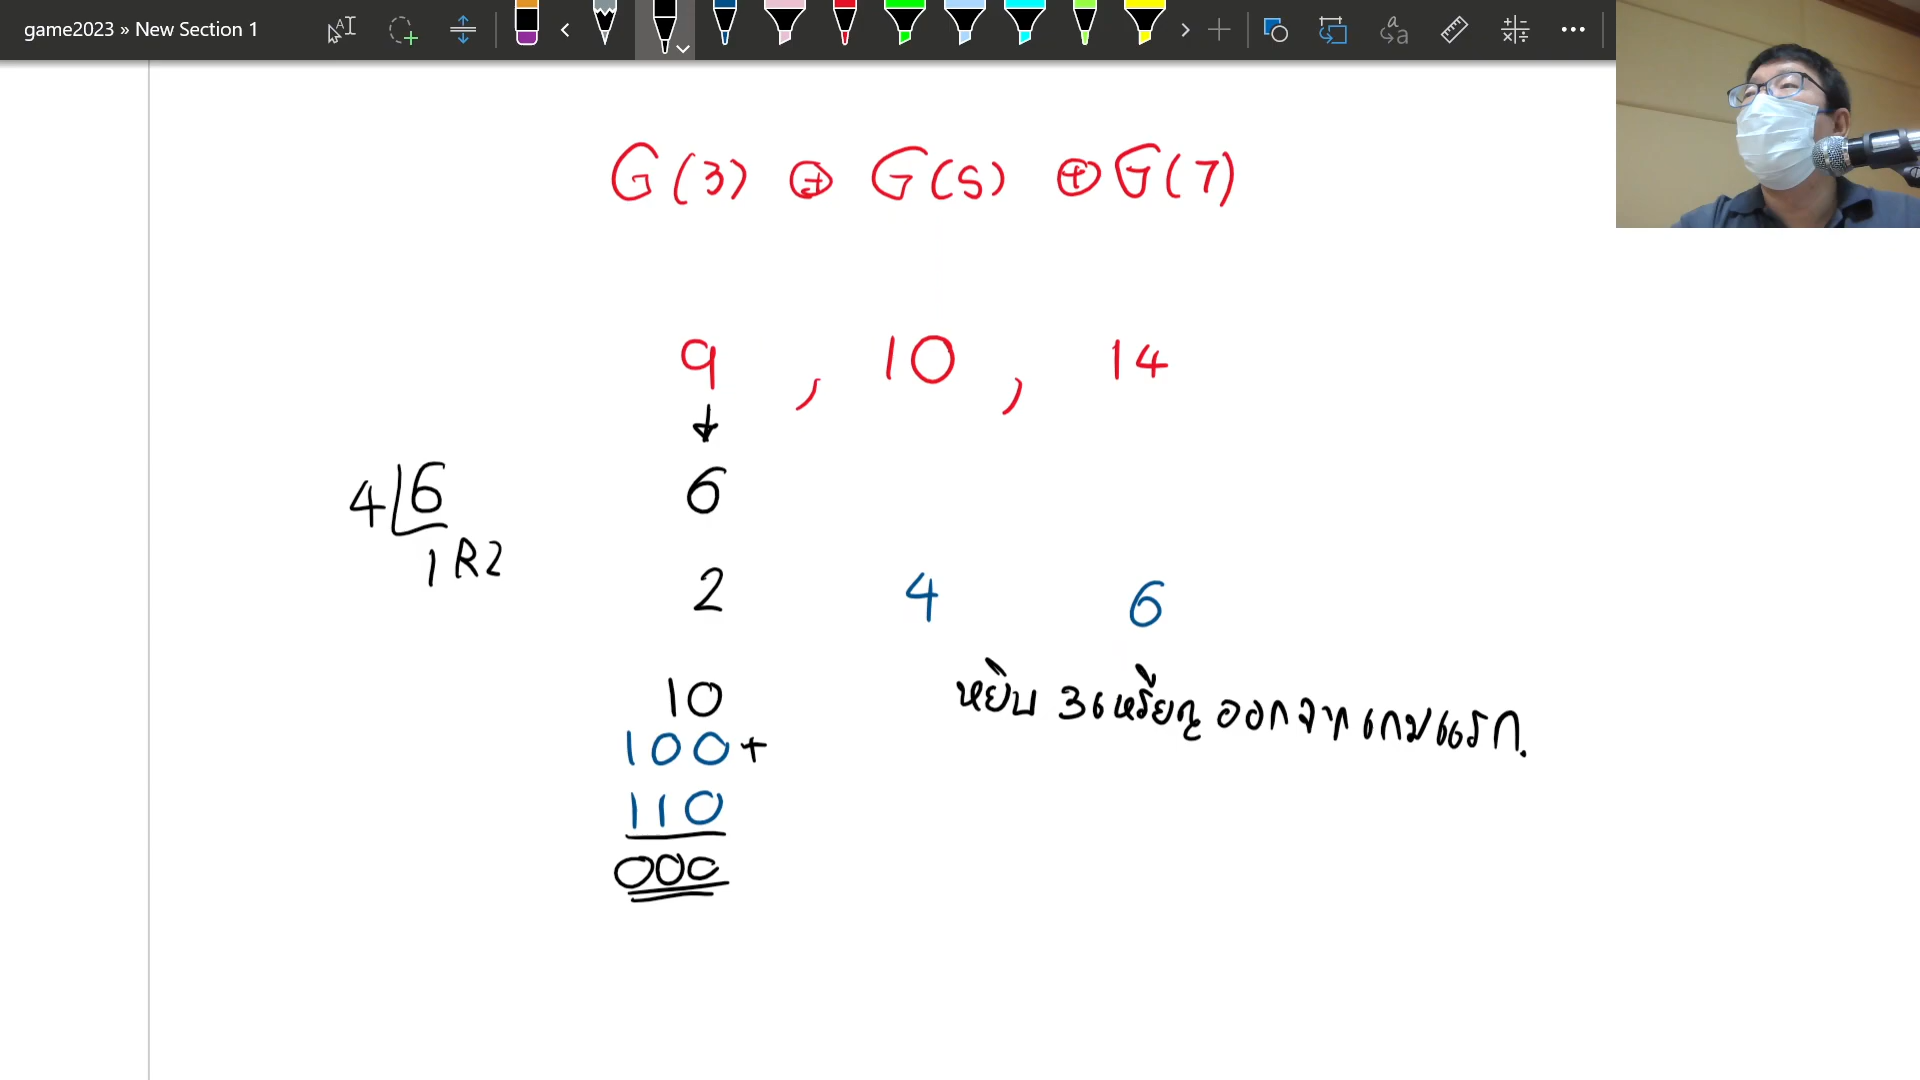 game2023 » New Section 1
G(3) ⊕ G(5) ⊕ G(7)
9 , 10 , 14
↓
4 6 6
1 R2
2 4 6
10
หยิบ 3 เหรียญ ออกจากเกมแรก.
100 +
110
000